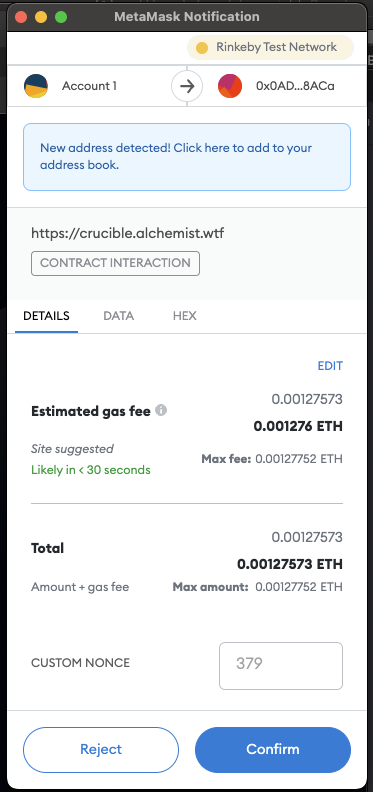 MetaMask Notification
Rinkeby Test Network
Account 1
0x0AD...8ACa
New address detected! Click here to add to your
address book.
https://crucible.alchemist.wtf
CONTRACT INTERACTION
DETAILS DATA HEX
EDIT
0.00127573
Estimated gas fee
0.001276 ETH
Site suggested
Max fee: 0.00127752 ETH
Likely in < 30 seconds
0.00127573
Total
0.00127573 ETH
Amount + gas fee
Max amount: 0.00127752 ETH
CUSTOM NONCE
379
Reject
Confirm